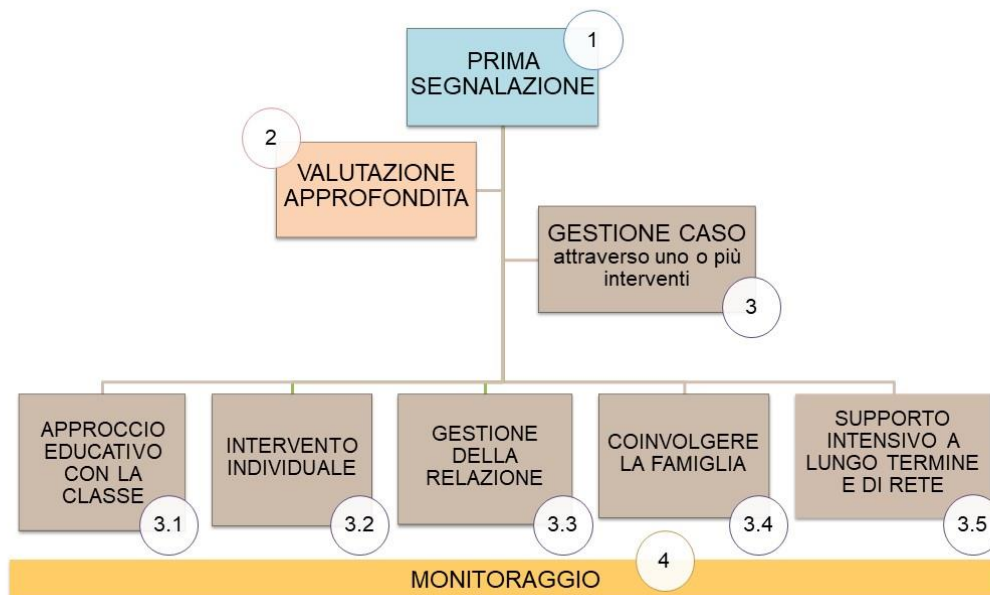 1
PRIMA
SEGNALAZIONE
2
VALUTAZIONE
APPROFONDITA
GESTIONE CASO
attraverso uno o più
interventi
3
APPROCCIO
EDUCATIVO
CON LA
CLASSE
3.1
INTERVENTO
INDIVIDUALE
3.2
GESTIONE
DELLA
RELAZIONE
3.3
COINVOLGERE
LA FAMIGLIA
3.4
SUPPORTO
INTENSIVO A
LUNGO TERMINE
E DI RETE
3.5
4
MONITORAGGIO